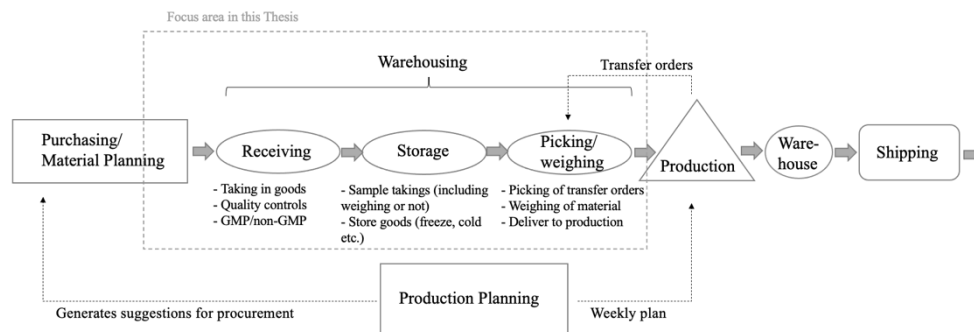 Focus area in this Thesis
Warehousing
Transfer orders
Purchasing/
Material Planning
Receiving
Storage
Picking/
weighing
Production
Ware-
house
Shipping
- Taking in goods
- Quality controls
- GMP/non-GMP
- Sample takings (including
weighing or not)
- Store goods (freeze, cold
etc.)
- Picking of transfer orders
- Weighing of material
- Deliver to production
Production Planning
Generates suggestions for procurement
Weekly plan